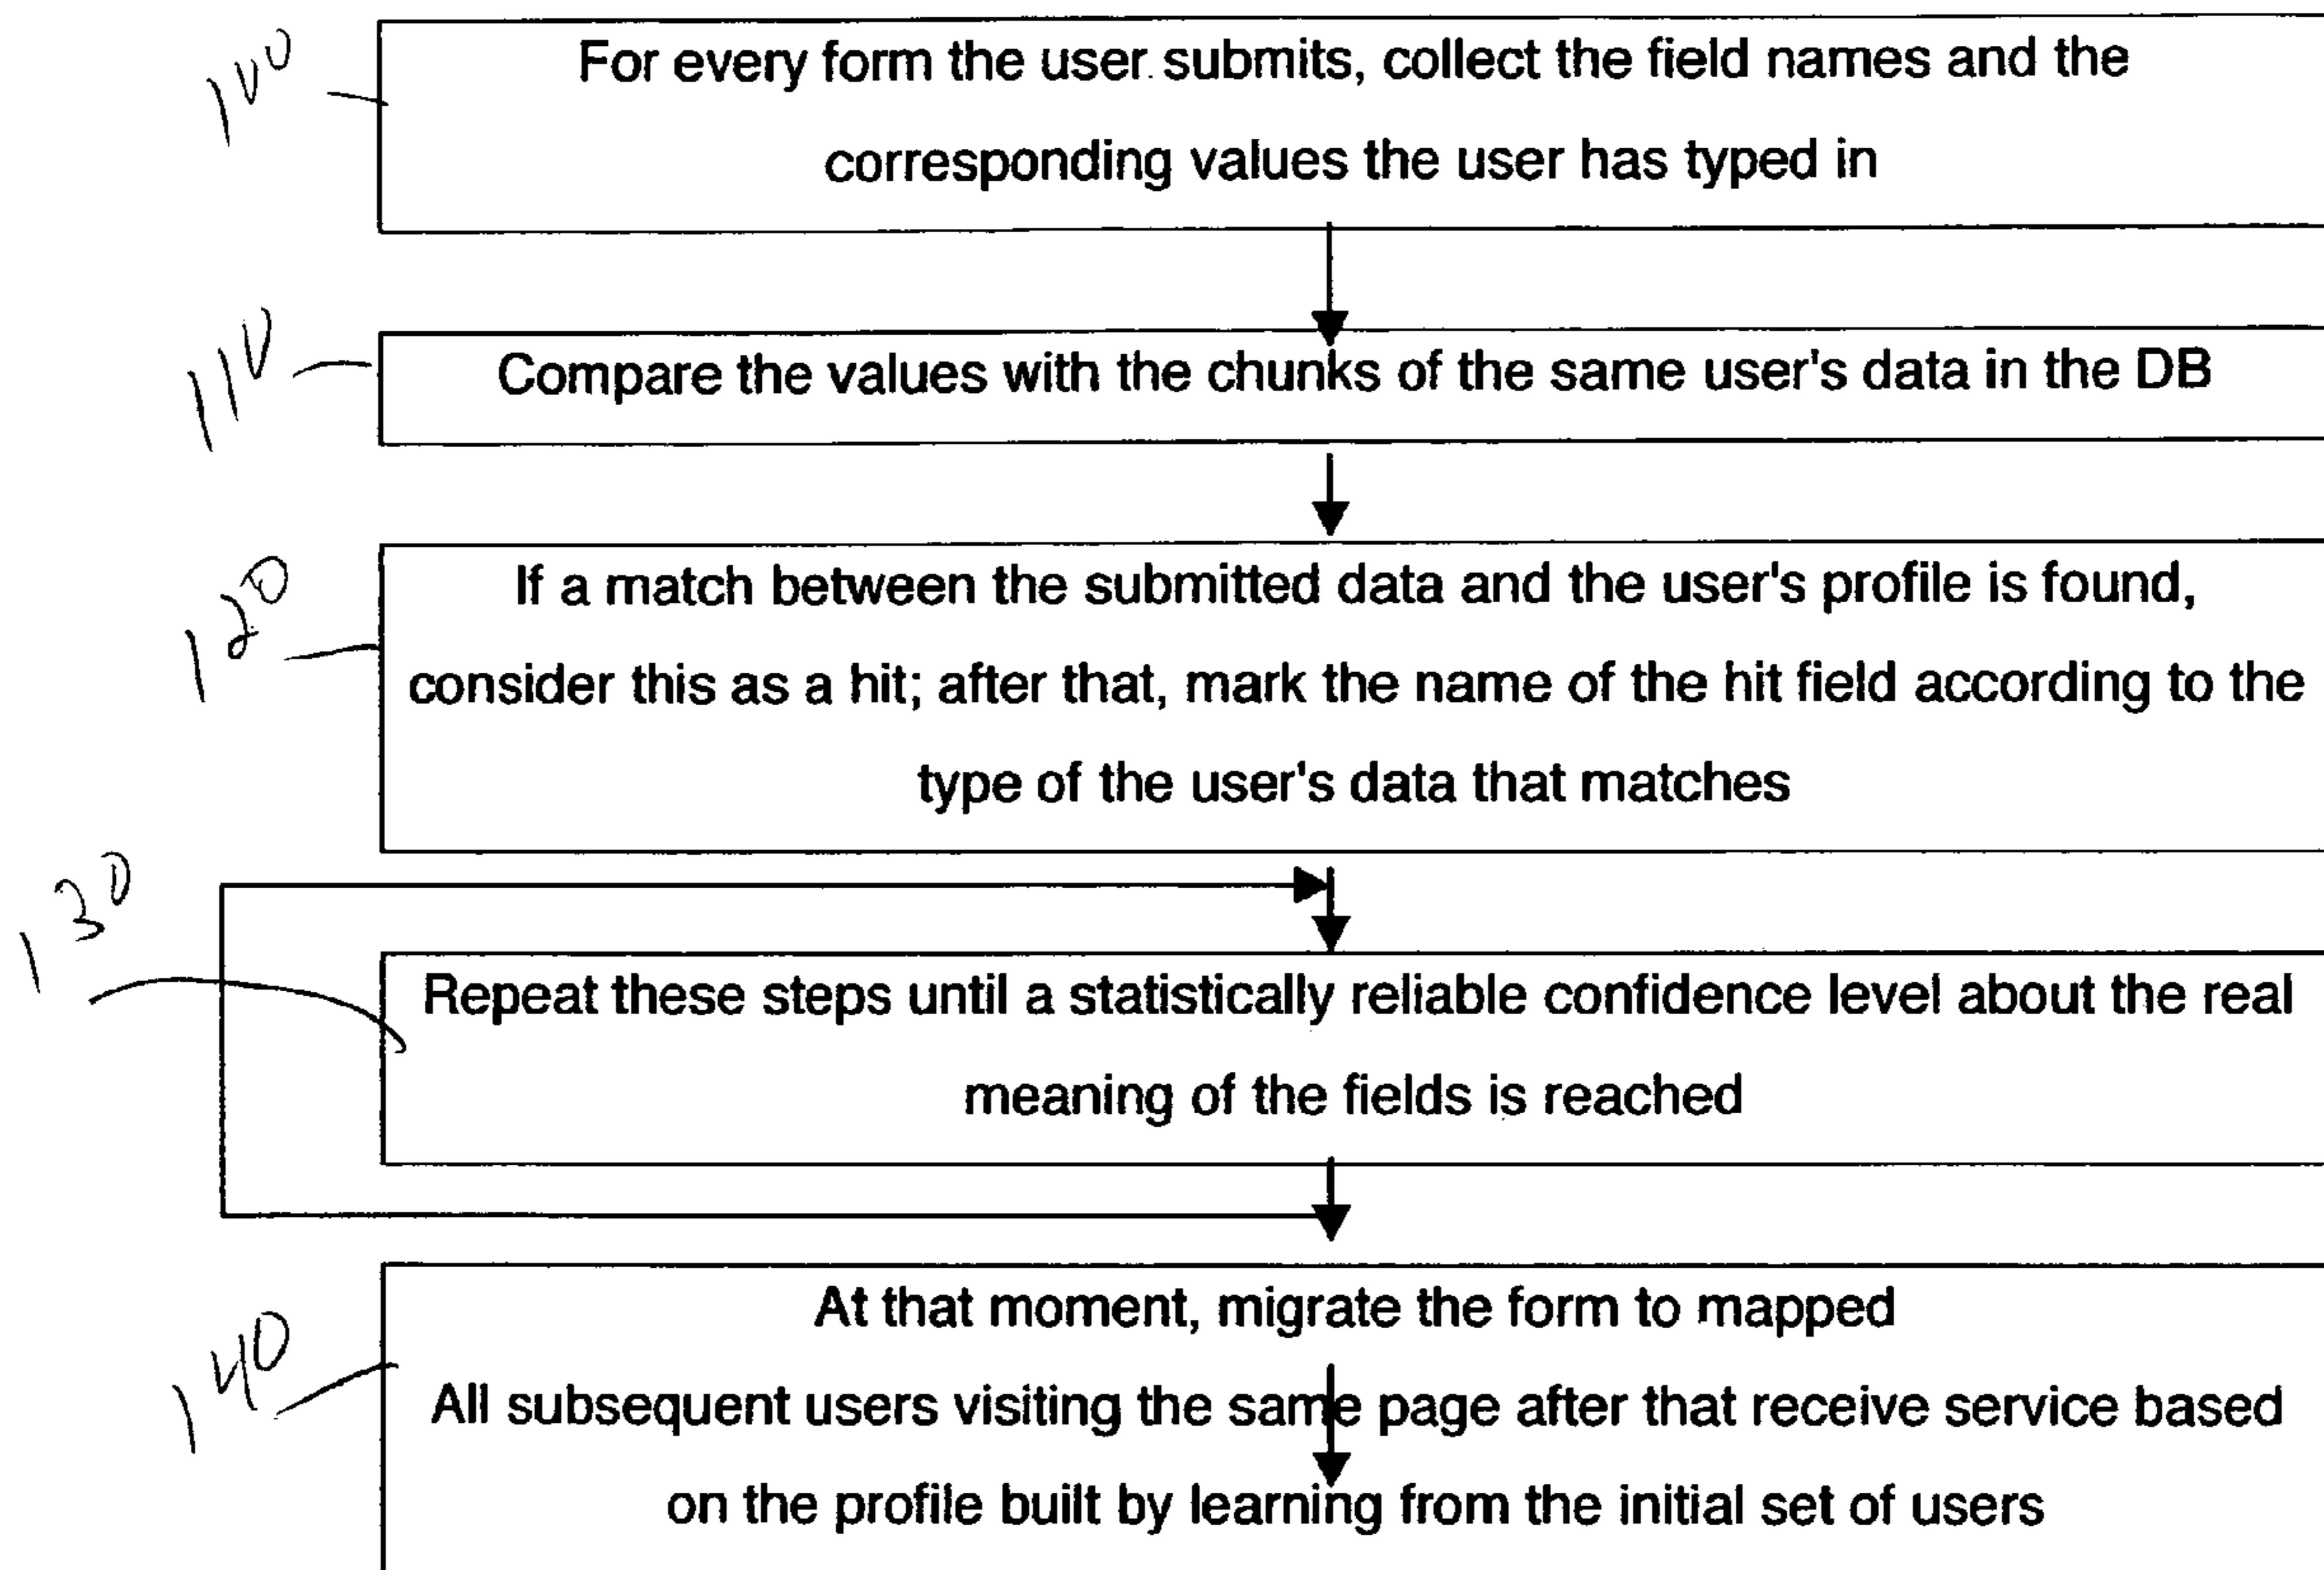 100
For every form the user submits, collect the field names and the
corresponding values the user has typed in
110
Compare the values with the chunks of the same user's data in the DB
120
If a match between the submitted data and the user's profile is found,
consider this as a hit; after that, mark the name of the hit field according to the
type of the user's data that matches
130
Repeat these steps until a statistically reliable confidence level about the real
meaning of the fields is reached
140
At that moment, migrate the form to mapped
All subsequent users visiting the same page after that receive service based
on the profile built by learning from the initial set of users